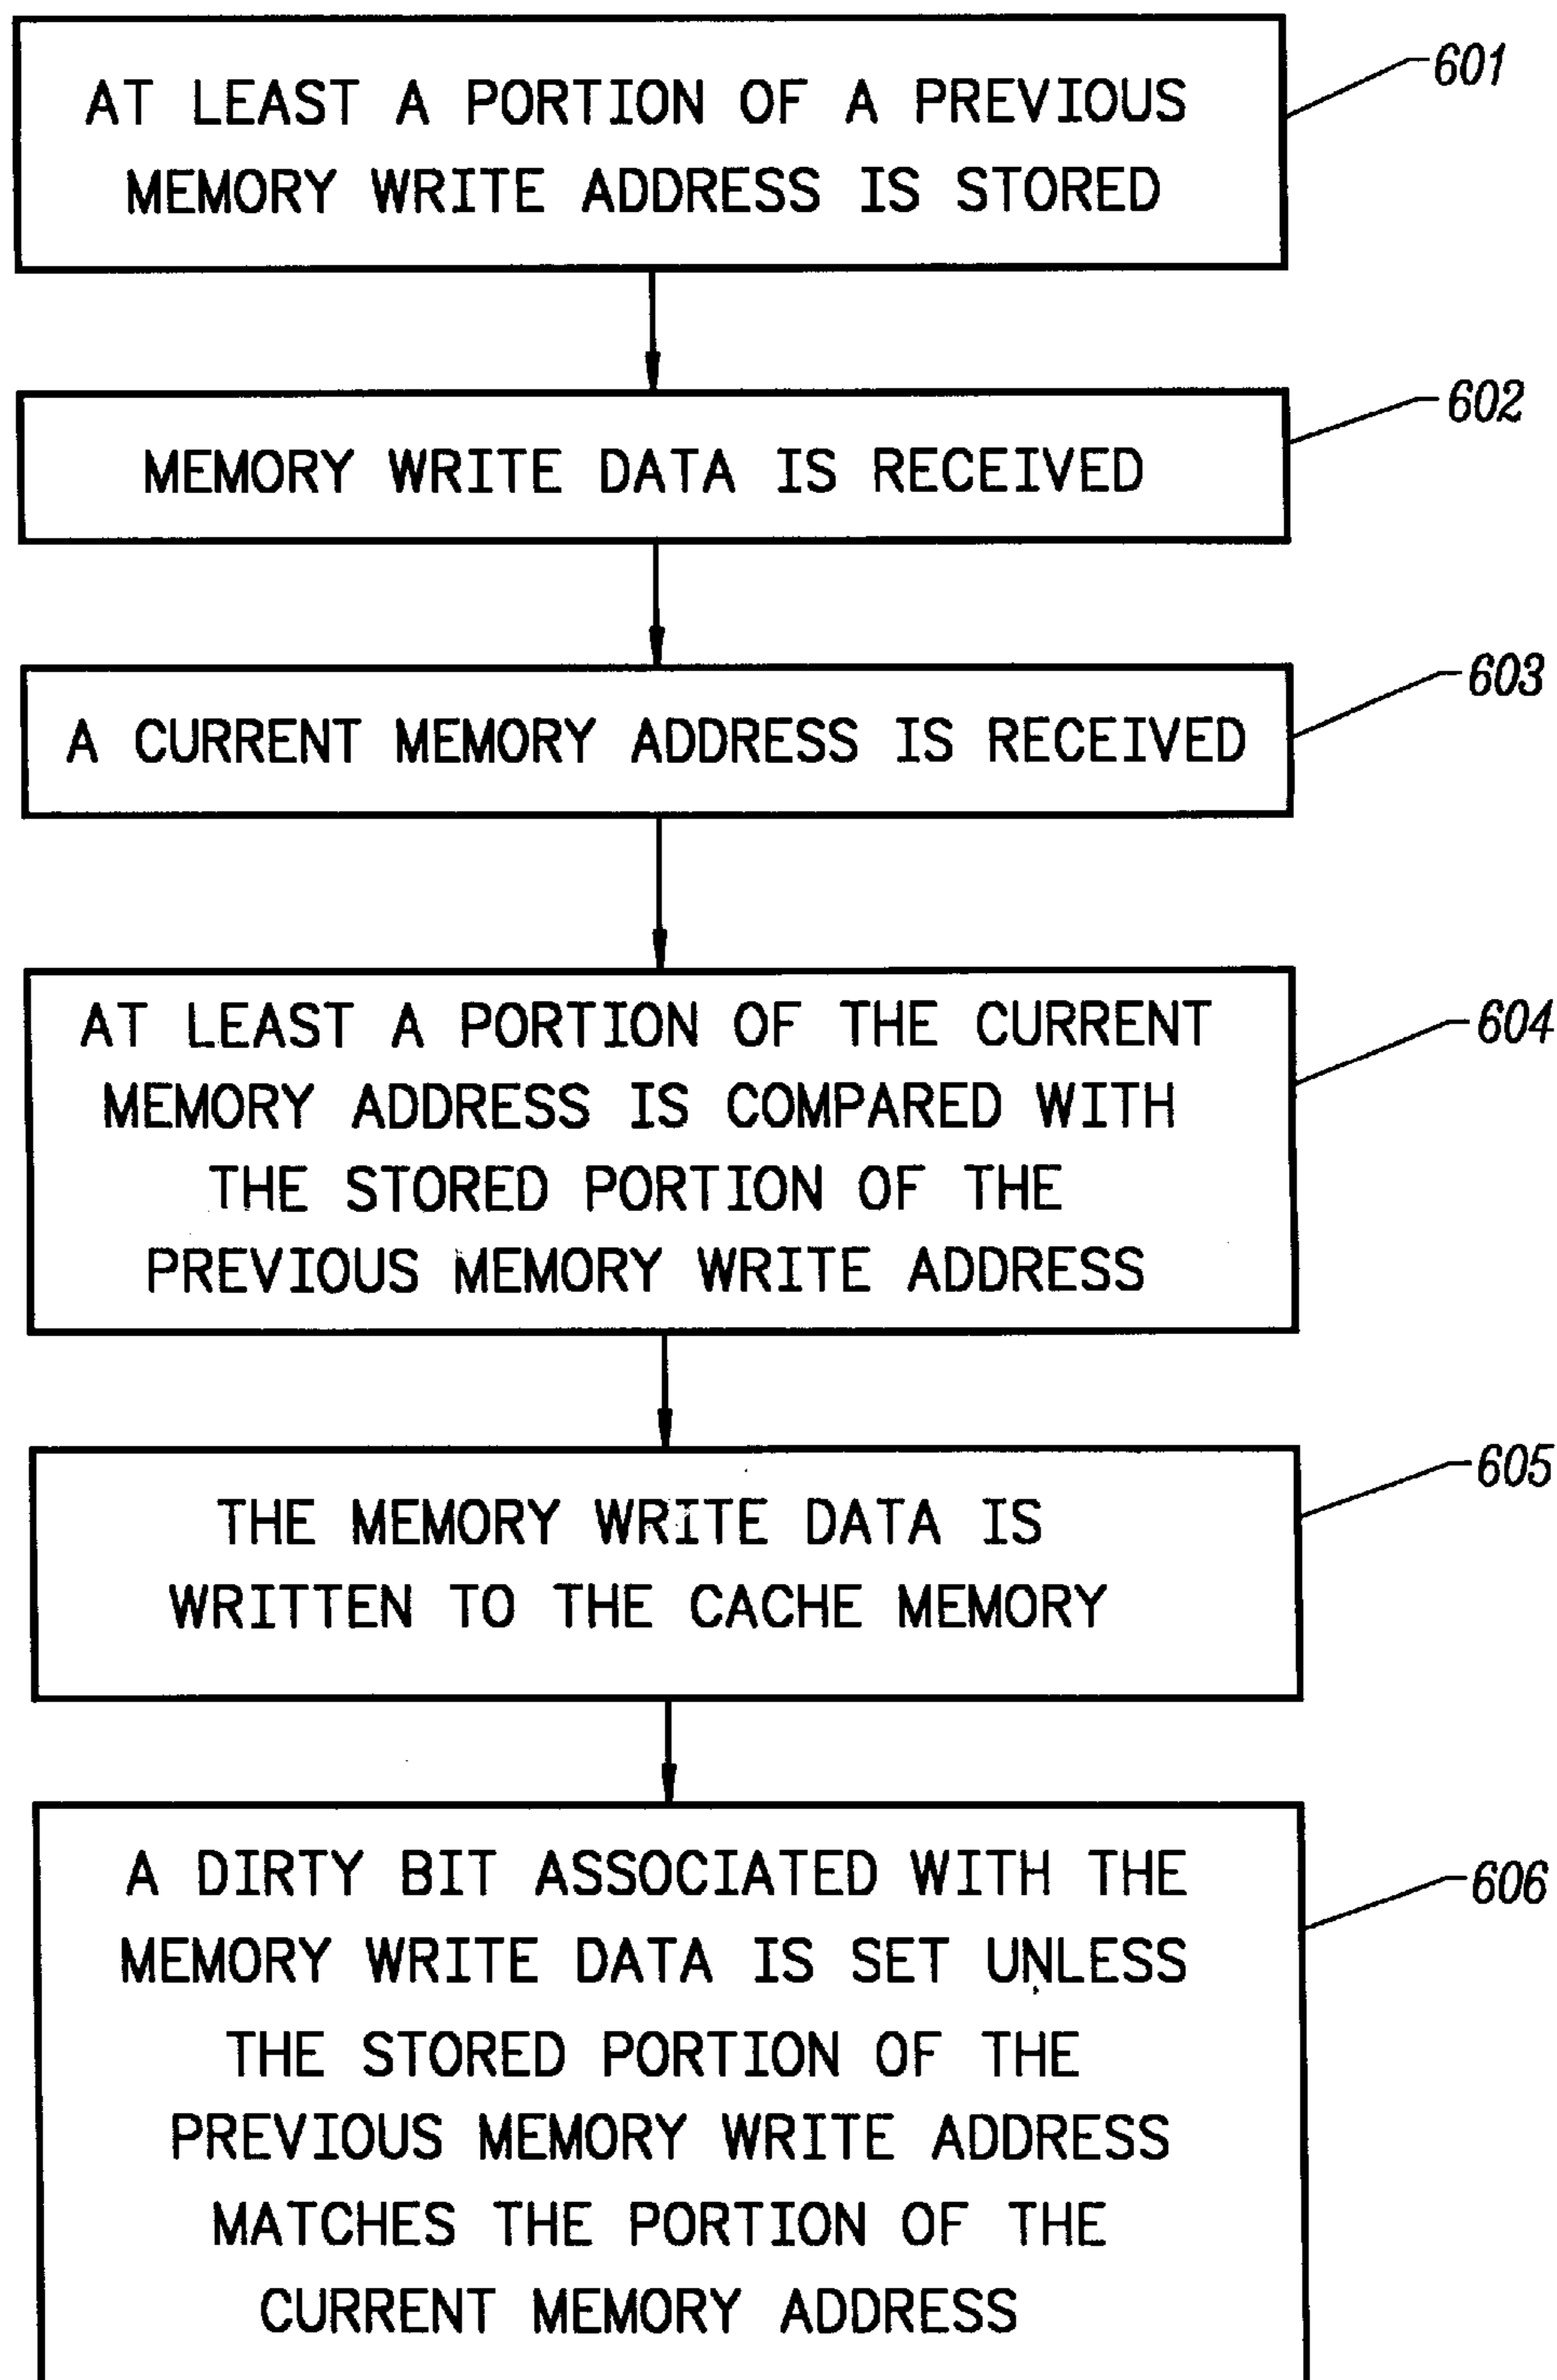 AT LEAST A PORTION OF A PREVIOUS
MEMORY WRITE ADDRESS IS STORED
601
MEMORY WRITE DATA IS RECEIVED
602
A CURRENT MEMORY ADDRESS IS RECEIVED
603
AT LEAST A PORTION OF THE CURRENT
MEMORY ADDRESS IS COMPARED WITH
THE STORED PORTION OF THE
PREVIOUS MEMORY WRITE ADDRESS
604
THE MEMORY WRITE DATA IS
WRITTEN TO THE CACHE MEMORY
605
A DIRTY BIT ASSOCIATED WITH THE
MEMORY WRITE DATA IS SET UNLESS
THE STORED PORTION OF THE
PREVIOUS MEMORY WRITE ADDRESS
MATCHES THE PORTION OF THE
CURRENT MEMORY ADDRESS
606